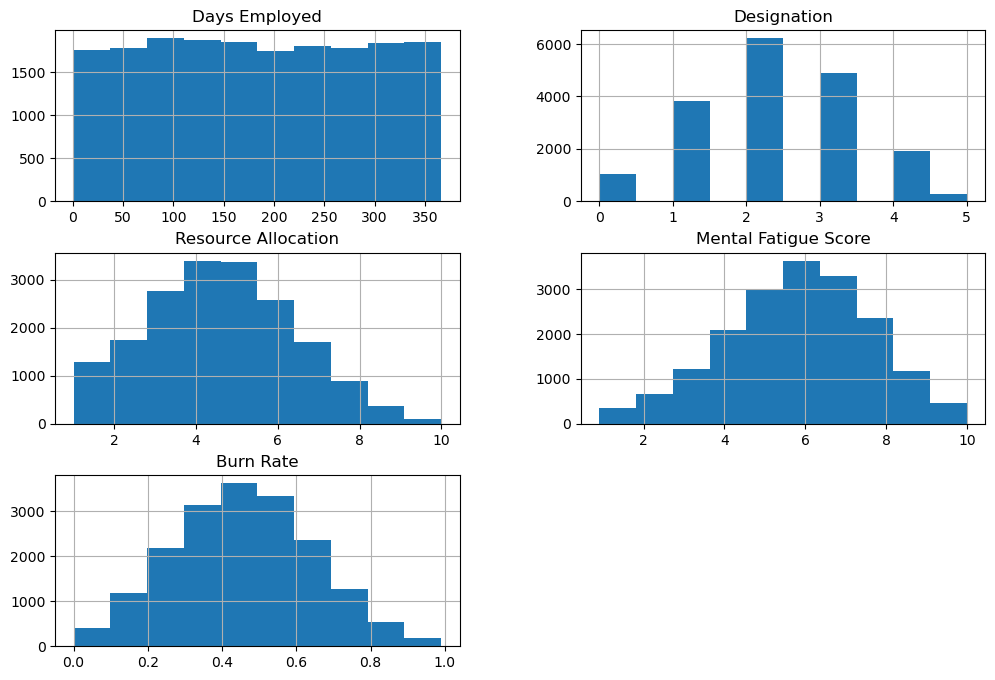 Days Employed
1500
1000
500
0
0 50 100 150 200 250 300 350
Designation
6000
4000
2000
0
0 1 2 3 4 5
Resource Allocation
3000
2000
1000
0
2 4 6 8 10
Mental Fatigue Score
3000
2000
1000
0
2 4 6 8 10
Burn Rate
3000
2000
1000
0
0.0 0.2 0.4 0.6 0.8 1.0